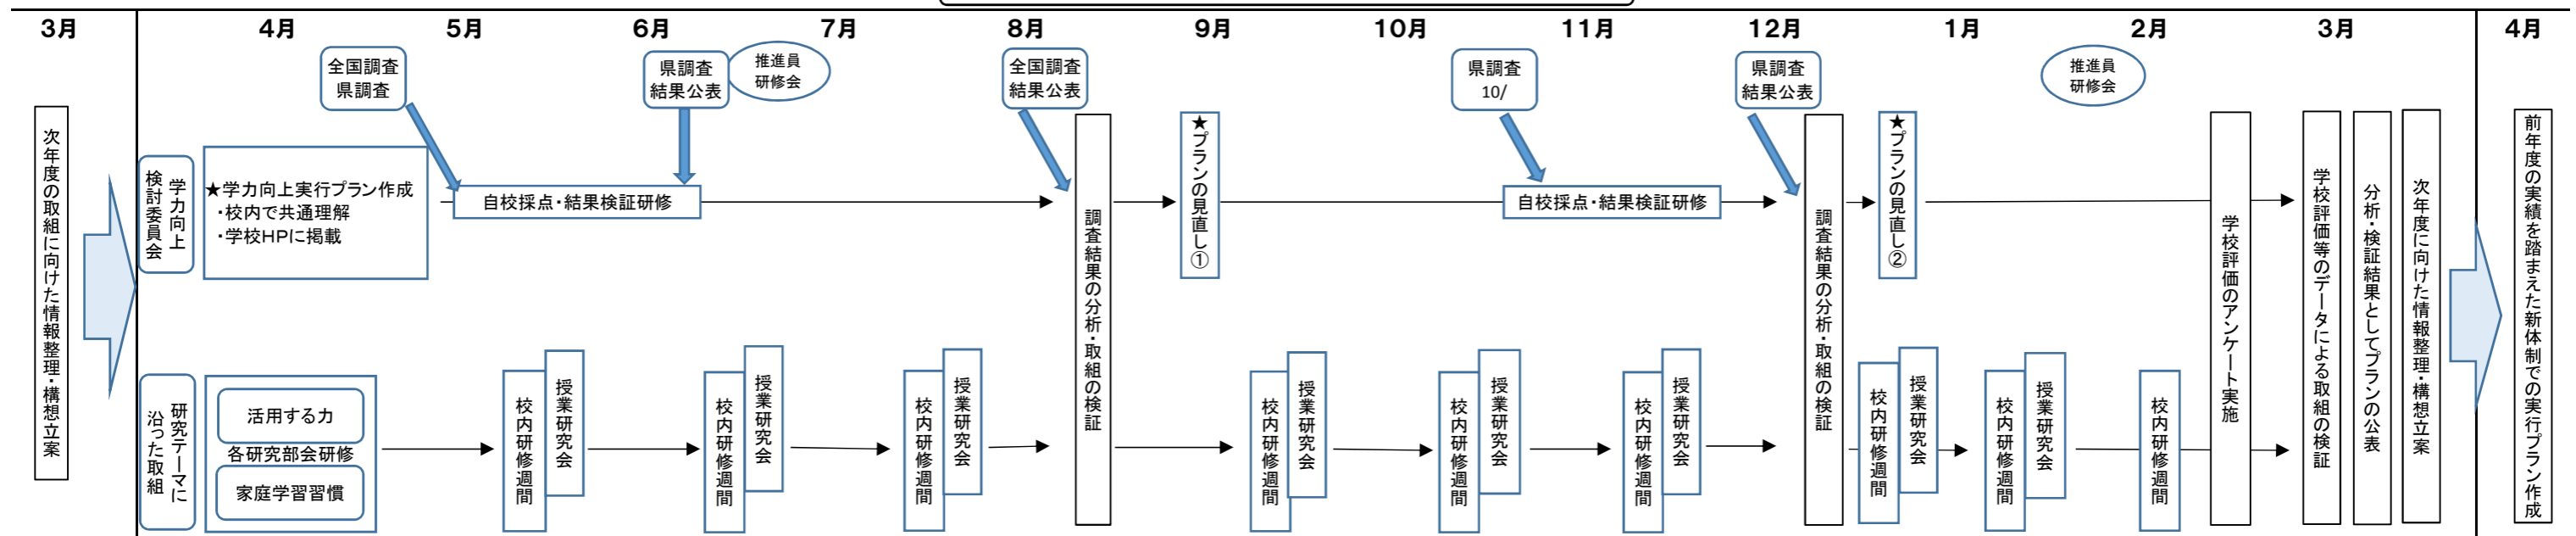 3月
4月
5月
6月
7月
8月
9月
10月
11月
12月
1月
2月
3月
4月
全国調査
県調査
県調査
結果公表
推進員
研修会
全国調査
結果公表
県調査
10/
県調査
結果公表
推進員
研修会
次年度の取組に向けた情報整理・構想立案
学力向上
検討委員会
★学力向上実行プラン作成
・校内で共通理解
・学校HPに掲載
自校採点・結果検証研修
調査結果の分析・取組の検証
★プランの見直し①
自校採点・結果検証研修
調査結果の分析・取組の検証
★プランの見直し②
学校評価のアンケート実施
学校評価等のデータによる取組の検証
分析・検証結果としてプランの公表
次年度に向けた情報整理・構想立案
前年度の実績を踏まえた新体制での実行プラン作成
研究テーマに
沿った取組
活用する力
各研究部会研修
家庭学習習慣
校内研修週間
授業研究会
校内研修週間
授業研究会
校内研修週間
授業研究会
校内研修週間
授業研究会
校内研修週間
授業研究会
校内研修週間
授業研究会
校内研修週間
授業研究会
校内研修週間
授業研究会
校内研修週間